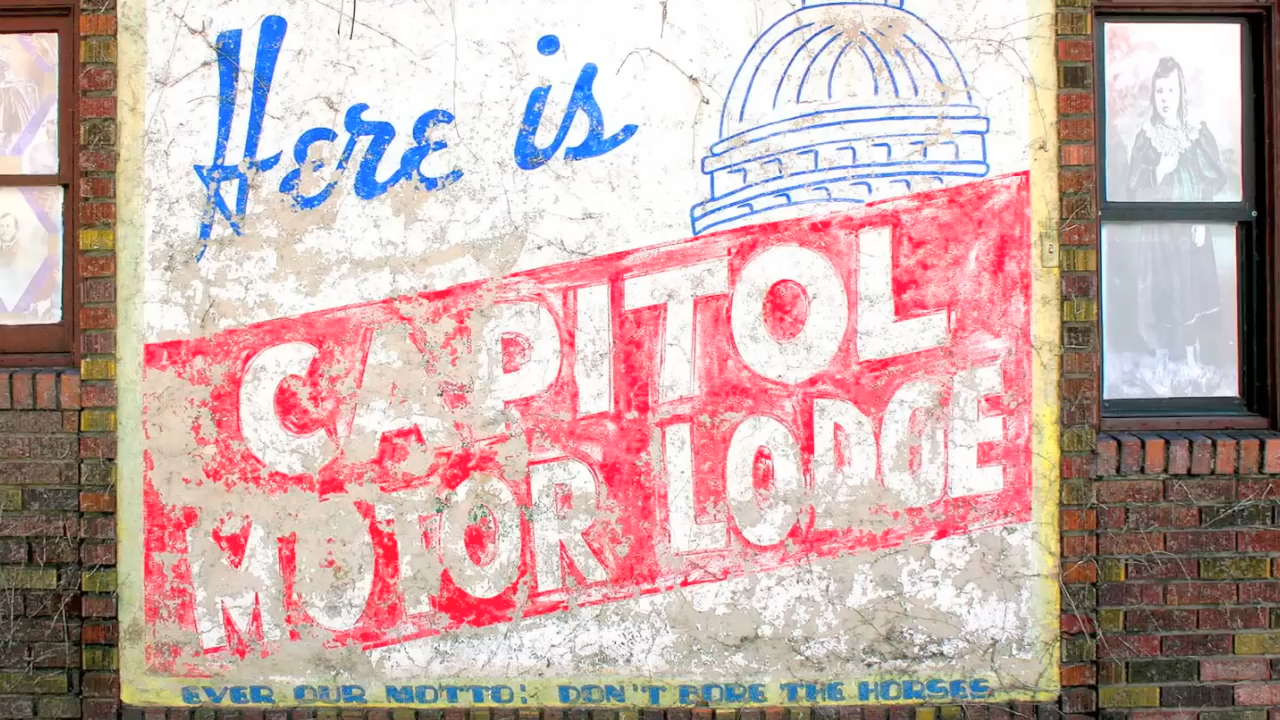 Here is
CAPITOL
MOTOR LODGE
EVER OUR MOTTO: DON'T BORE THE HORSES